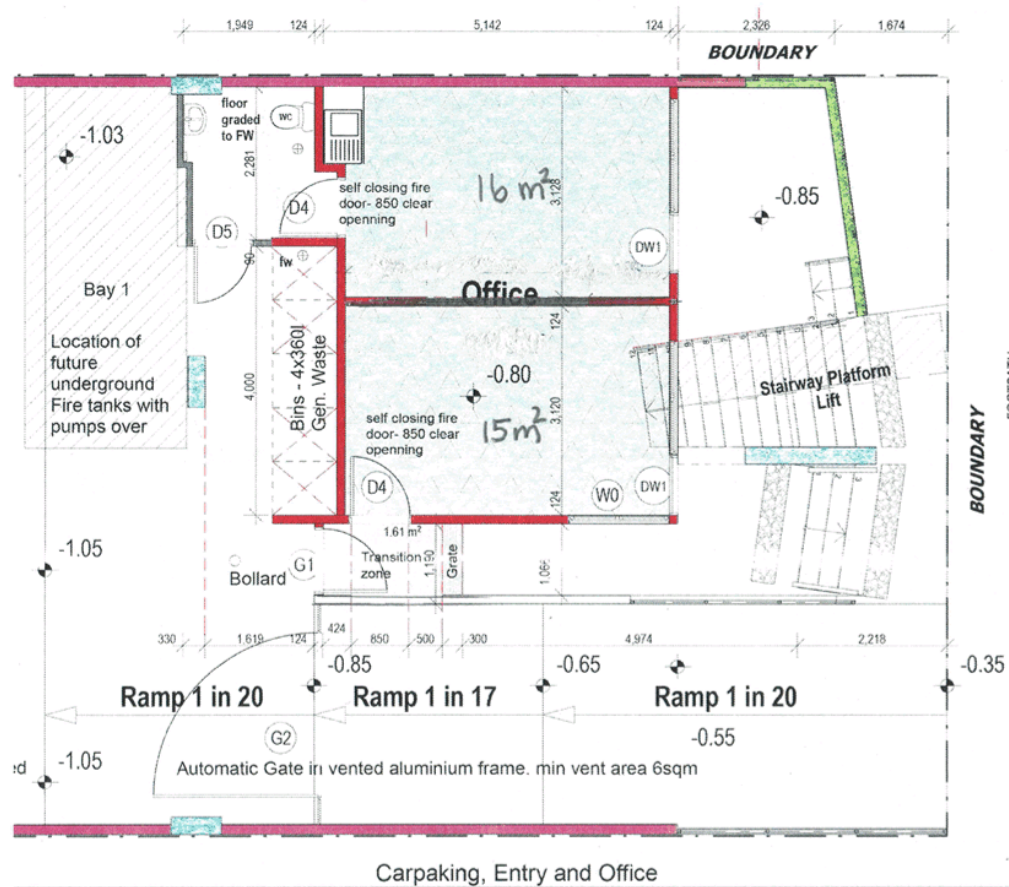 1,949
124
5,142
124
2,326
1,674
BOUNDARY
floor
graded
to FW
WC
-1.03
2,281
16 m²
3,128
-0.85
self closing fire
door- 850 clear
openning
D4
D5
DW1
90
fw
Bay 1
Office
Location of
future
underground
Fire tanks with
pumps over
Bins - 4x360l
Gen. Waste
4,000
124
-0.80
Stairway Platform
Lift
self closing fire
door- 850 clear
openning
15m²
3,120
BOUNDARY
D4
W0
DW1
124
1.61 m²
-1.05
Transition
zone
G1
Bollard
1,190
Grate
1,066
330
1,619
124
424
850
500
300
4,974
2,218
-0.85
-0.65
-0.35
Ramp 1 in 20
Ramp 1 in 17
Ramp 1 in 20
G2
-0.55
-1.05
Automatic Gate in vented aluminium frame. min vent area 6sqm
Carpaking, Entry and Office